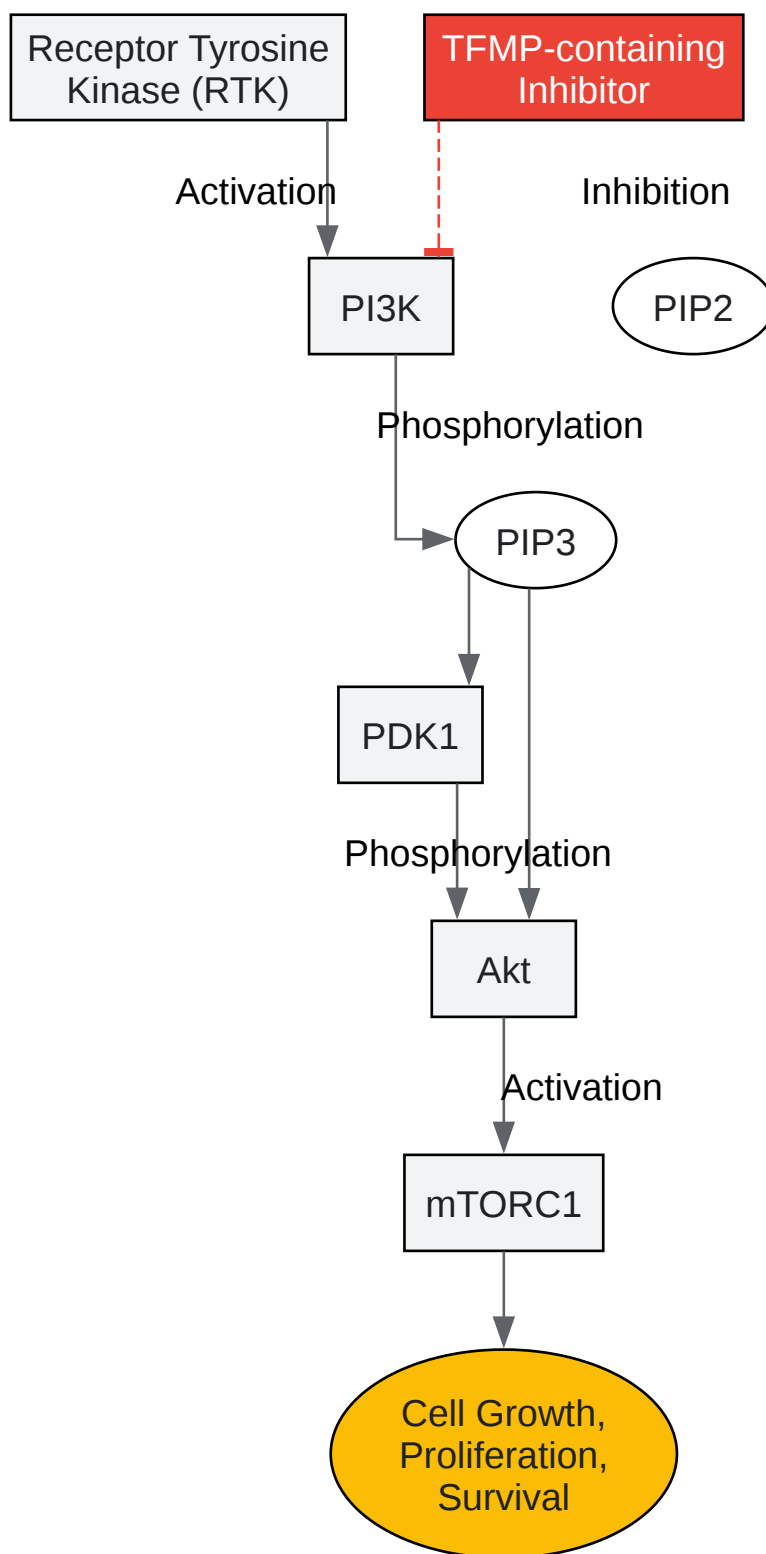 Receptor Tyrosine
Kinase (RTK)
TFMP-containing
Inhibitor
Activation
Inhibition
PI3K
PIP2
Phosphorylation
PIP3
PDK1
Phosphorylation
Akt
Activation
mTORC1
Cell Growth,
Proliferation,
Survival